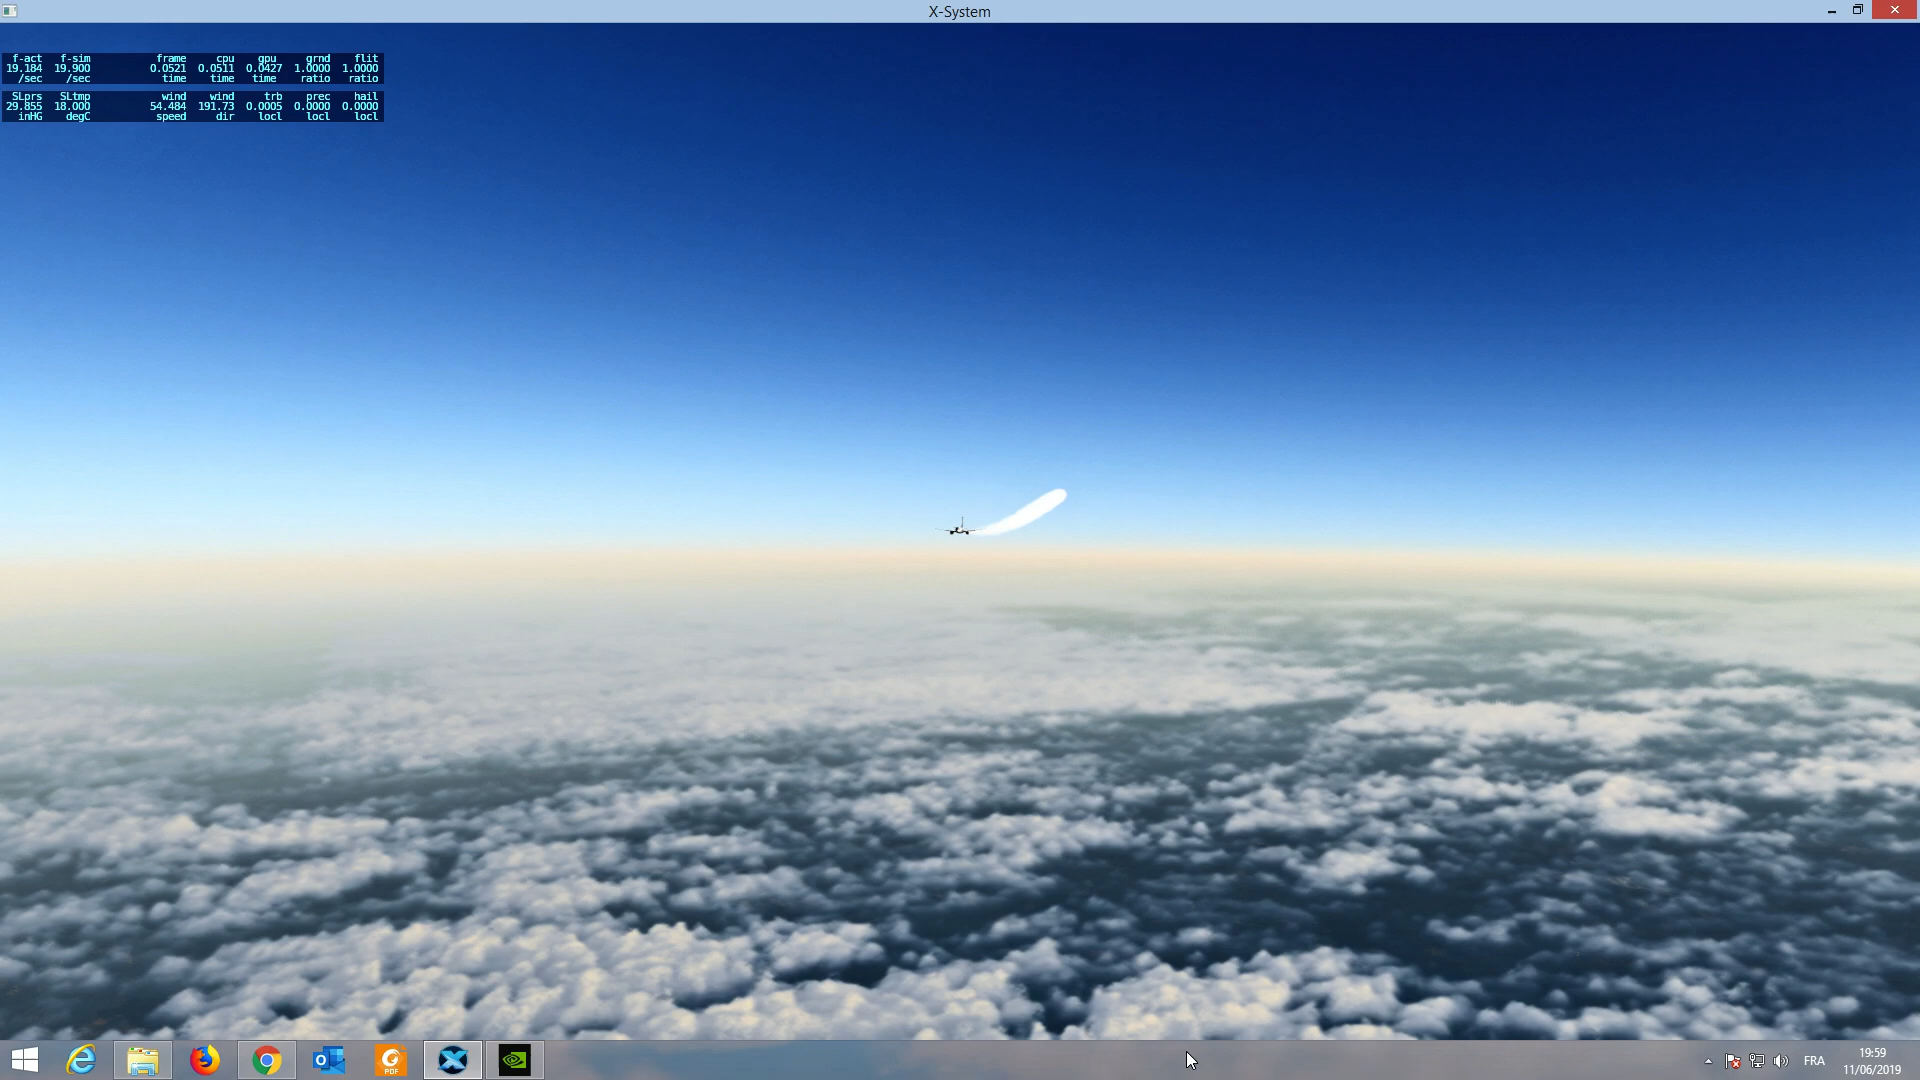 X-System
f-act f-sim frame cpu gpu grnd flit
19.184 19.900 0.0521 0.0511 0.0427 1.0000 1.0000
/sec /sec time time time ratio ratio
SLprs SLtmp wind wind trb prec hail
29.855 18.000 54.484 191.73 0.0005 0.0000 0.0000
inHG degC speed dir locl locl locl
PDF
FRA
19:59
11/06/2019